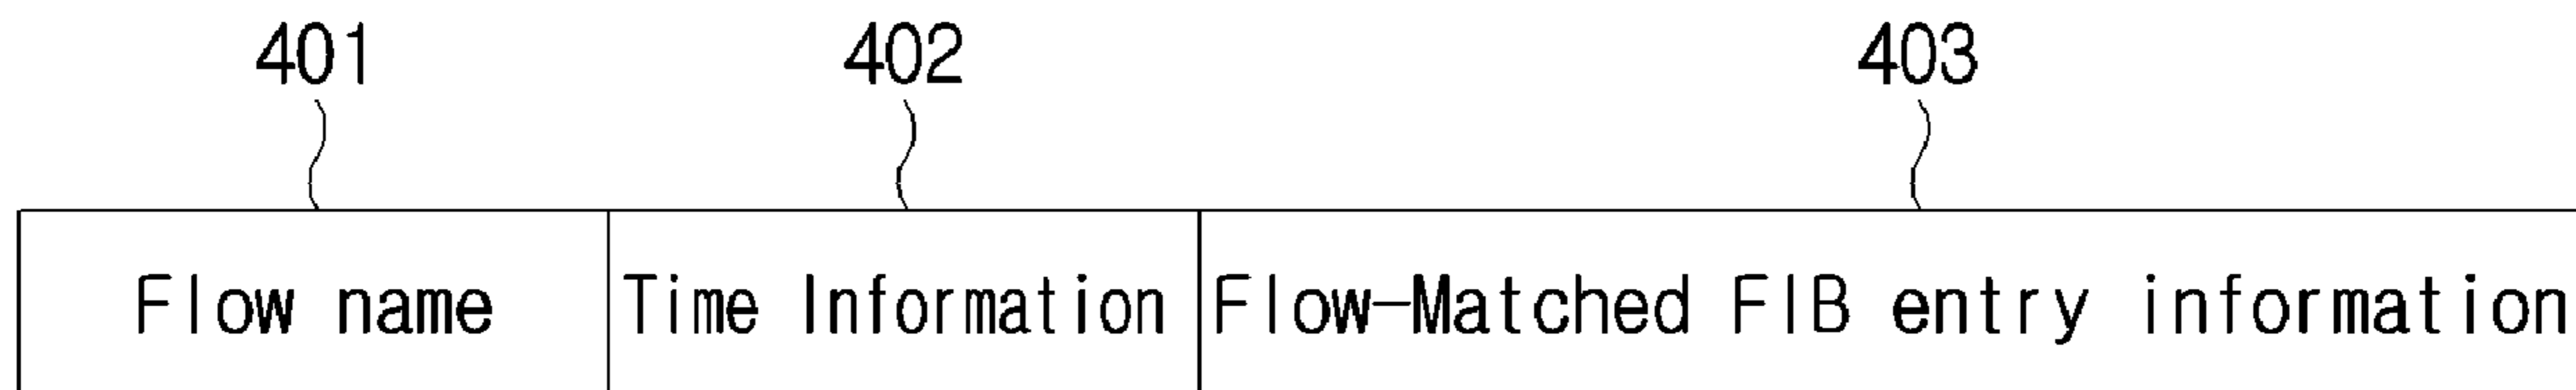 401 402 403
Flow name Time Information Flow-Matched FIB entry information